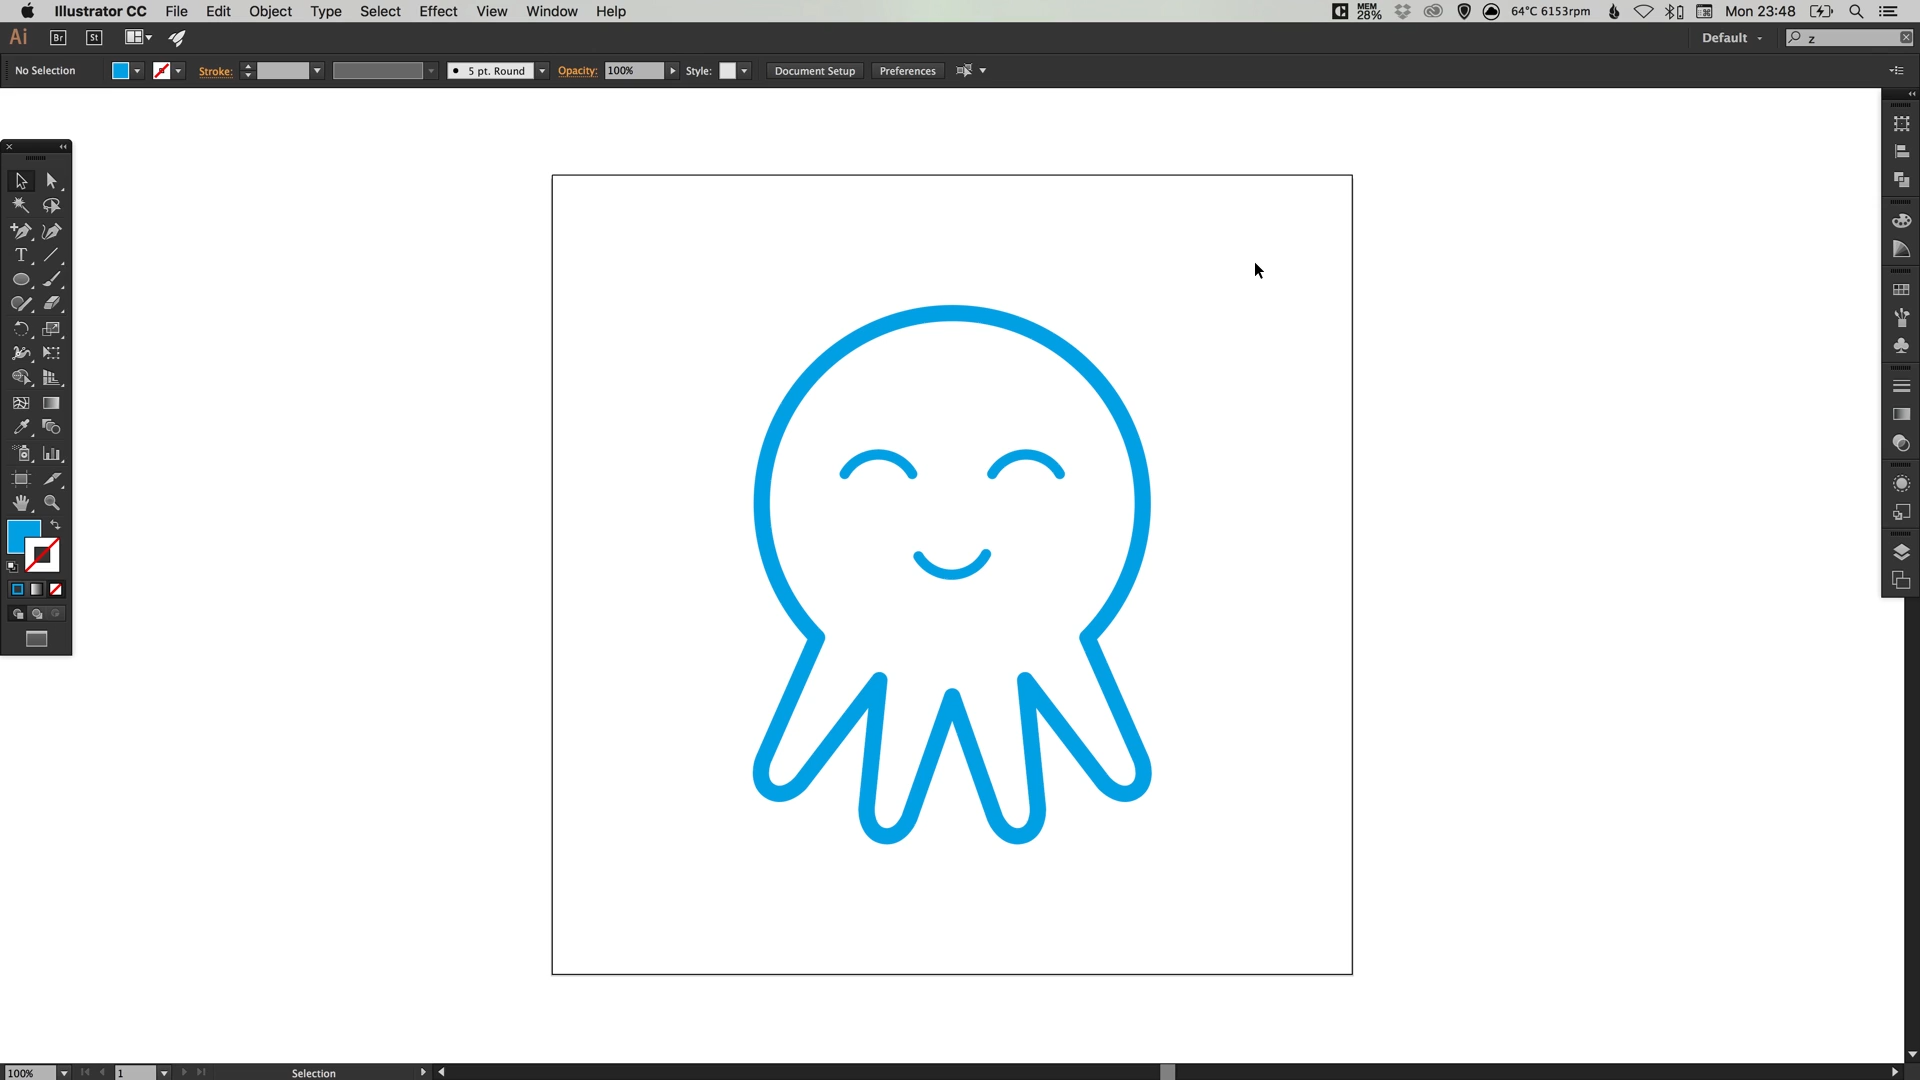 Illustrator CC File Edit Object Type Select Effect View Window Help MEM 28% 64°C 6153rpm Mon 23:48
Ai Br St Default z
No Selection Stroke: 5 pt. Round Opacity: 100% Style: Document Setup Preferences
T
100% 1 Selection